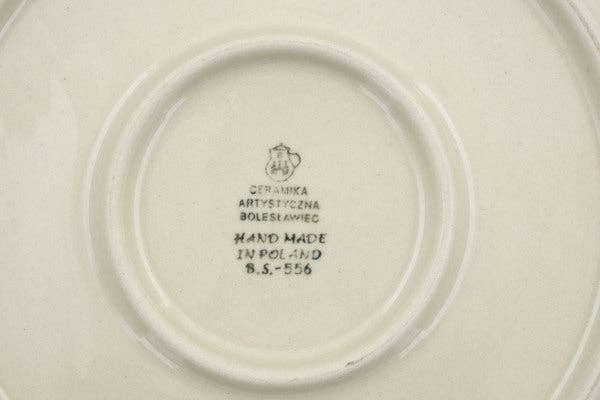 CERAMIKA
ARTYSTYCZNA
BOLESŁAWIEC
HAND MADE
IN POLAND
B.S.-556